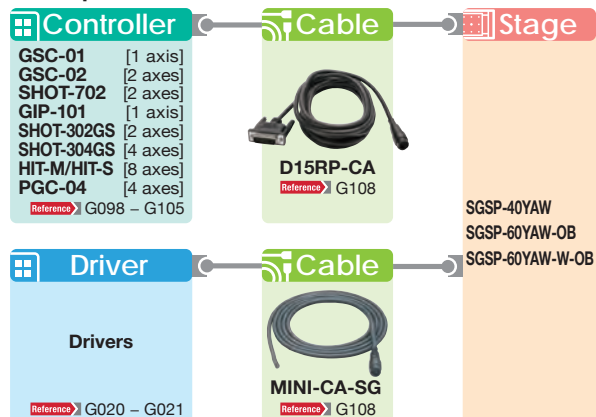 Controller
GSC-01 [1 axis]
GSC-02 [2 axes]
SHOT-702 [2 axes]
GIP-101 [1 axis]
SHOT-302GS [2 axes]
SHOT-304GS [4 axes]
HIT-M/HIT-S [8 axes]
PGC-04 [4 axes]
Reference G098 – G105
Cable
D15RP-CA
Reference G108
Stage
SGSP-40YAW
SGSP-60YAW-OB
SGSP-60YAW-W-OB
Driver
Drivers
Reference G020 – G021
Cable
MINI-CA-SG
Reference G108